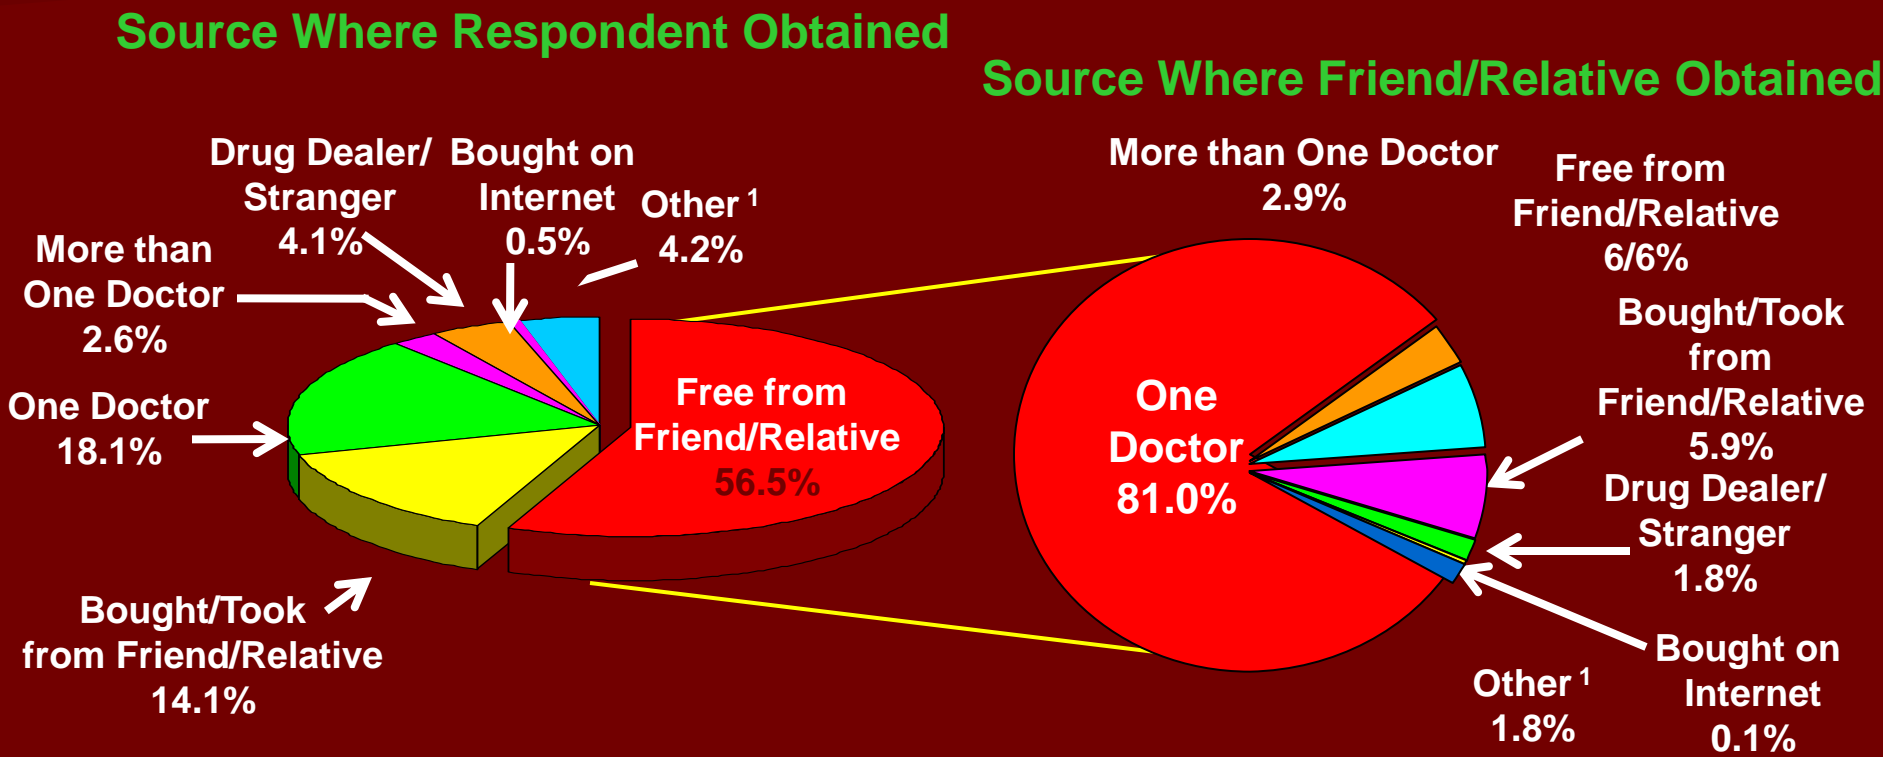 Source Where Respondent Obtained
Source Where Friend/Relative Obtained
Drug Dealer/
Stranger
4.1%
Bought on
Internet
0.5%
Other ¹
4.2%
More than
One Doctor
2.6%
One Doctor
18.1%
Free from
Friend/Relative
56.5%
Bought/Took
from Friend/Relative
14.1%
More than One Doctor
2.9%
Free from
Friend/Relative
6/6%
Bought/Took
from
Friend/Relative
5.9%
One
Doctor
81.0%
Drug Dealer/
Stranger
1.8%
Bought on
Internet
0.1%
Other ¹
1.8%